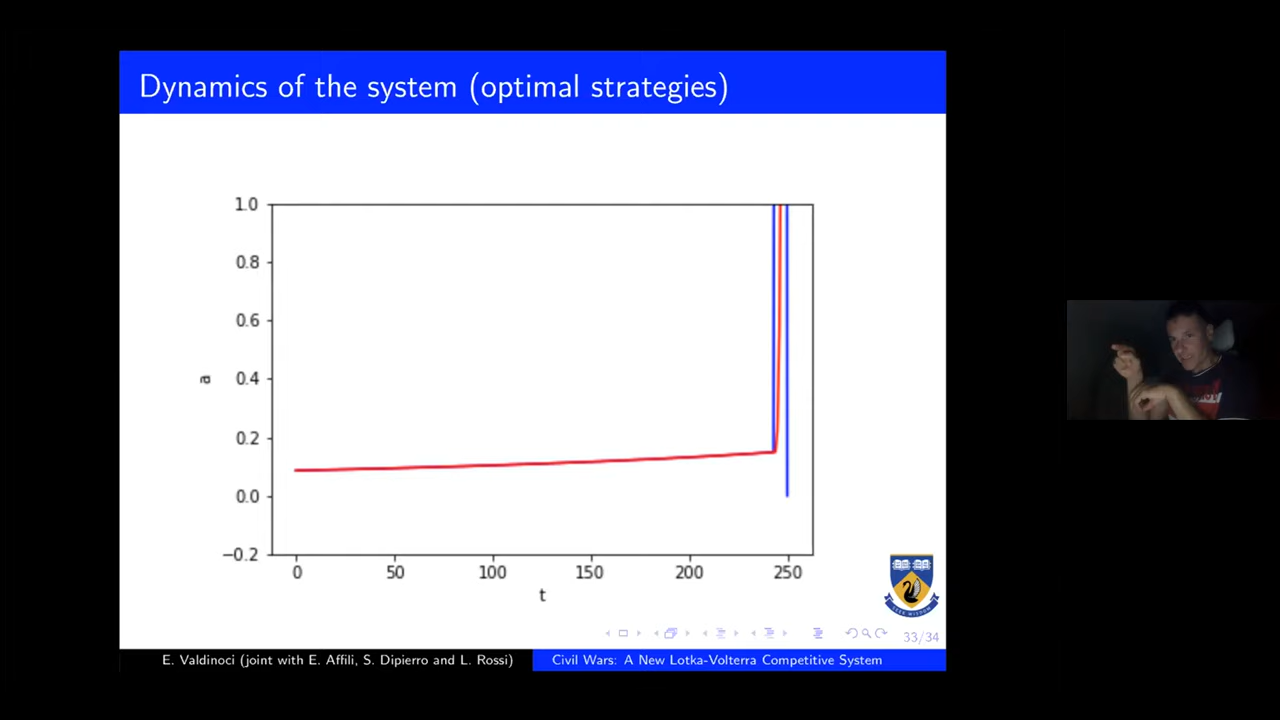 Dynamics of the system (optimal strategies)
1.0
0.8
0.6
0.4
0.2
0.0
−0.2
a
0
50
100
150
200
250
t
SEEK WISDOM
33/34
E. Valdinoci (joint with E. Affili, S. Dipierro and L. Rossi)
Civil Wars: A New Lotka-Volterra Competitive System